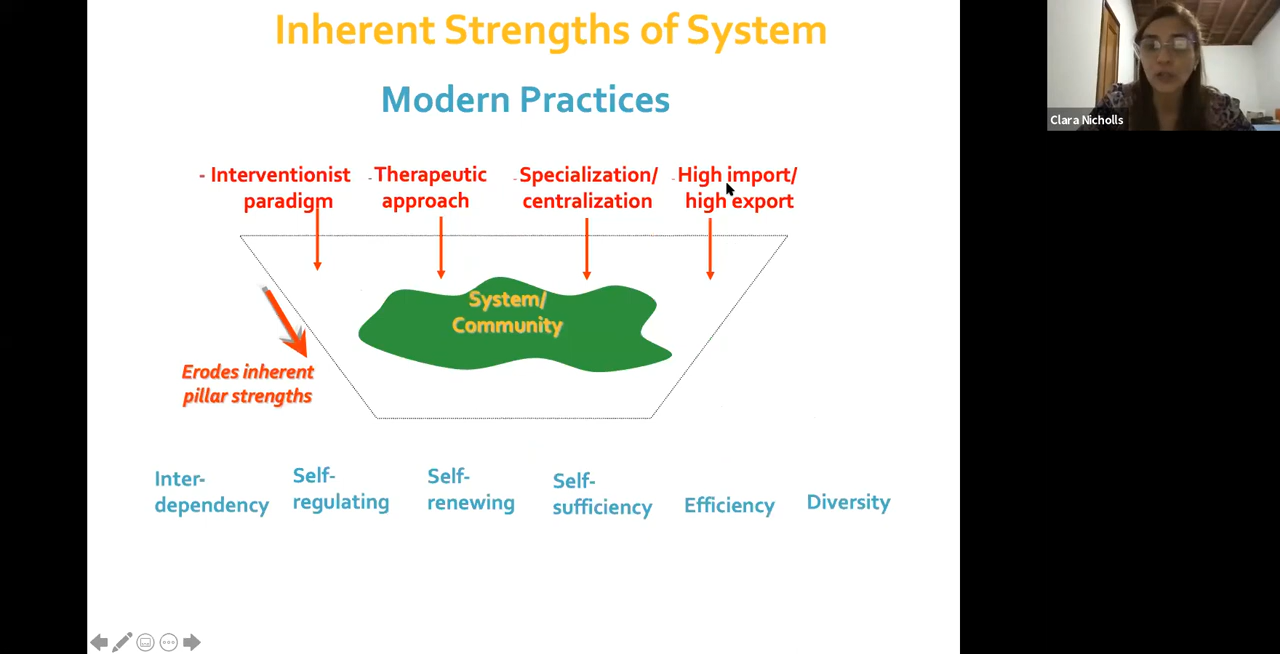 Inherent Strengths of System
Modern Practices
Clara Nicholls
- Interventionist
paradigm
- Therapeutic
approach
- Specialization/
centralization
- High import/
high export
System/
Community
Erodes inherent
pillar strengths
Inter-
dependency
Self-
regulating
Self-
renewing
Self-
sufficiency
Efficiency
Diversity